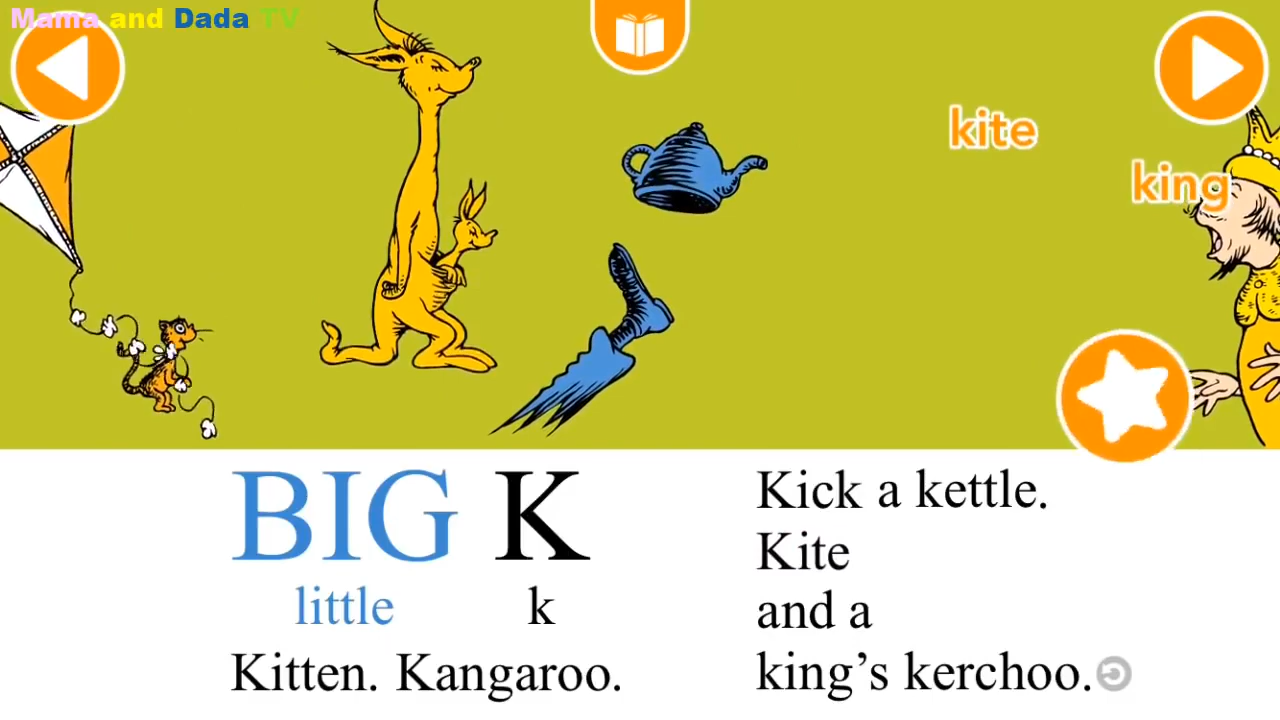 Mama and Dada TV
kite
king
BIG K
little k
Kitten. Kangaroo.
Kick a kettle.
Kite
and a
king's kerchoo.